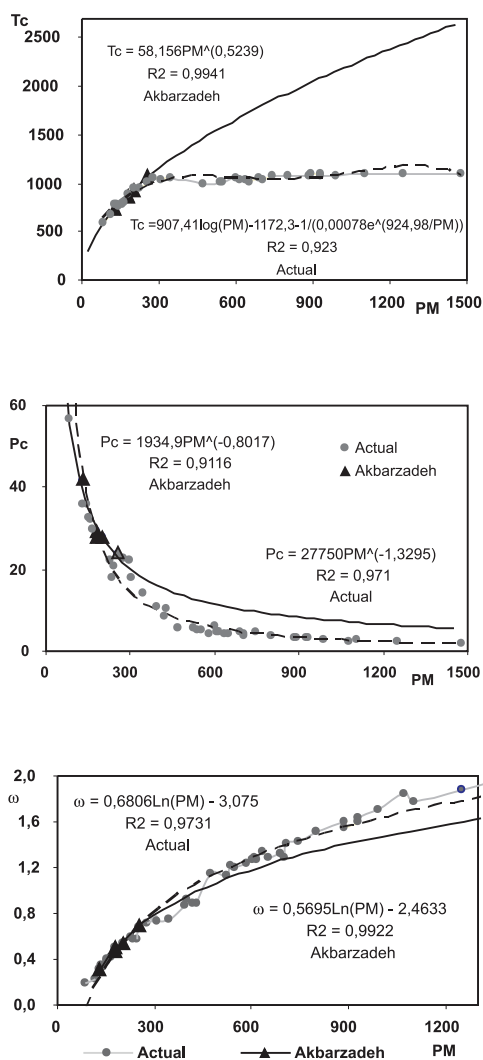 Tc
2500
2000
1500
1000
500
0
Tc = 58,156PM^(0,5239)
R2 = 0,9941
Akbarzadeh
Tc =907,41log(PM)-1172,3-1/(0,00078e^(924,98/PM))
R2 = 0,923
Actual
0 300 600 900 1200 1500
PM
60
Pc
40
20
0
Pc = 1934,9PM^(-0,8017)
R2 = 0,9116
Akbarzadeh
Actual
Akbarzadeh
Pc = 27750PM^(-1,3295)
R2 = 0,971
Actual
0 300 600 900 1200 1500
PM
2,0
ω
1,6
1,2
0,8
0,4
0,0
ω = 0,6806Ln(PM) - 3,075
R2 = 0,9731
Actual
ω = 0,5695Ln(PM) - 2,4633
R2 = 0,9922
Akbarzadeh
0 300 600 900 1200
PM
Actual Akbarzadeh